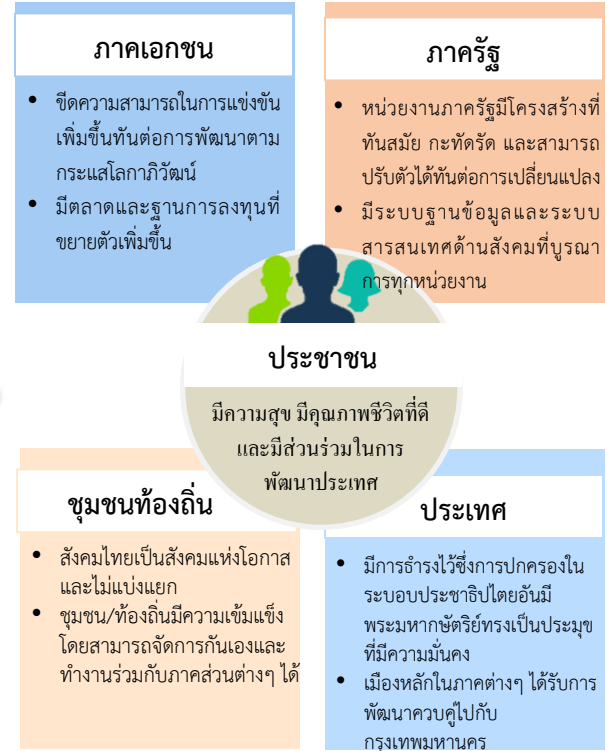 ภาคเอกชน
• ขีดความสามารถในการแข่งขัน
เพิ่มขึ้นทันต่อการพัฒนาตาม
กระแสโลกาภิวัฒน์
• มีตลาดและฐานการลงทุนที่
ขยายตัวเพิ่มขึ้น
ภาครัฐ
• หน่วยงานภาครัฐมีโครงสร้างที่
ทันสมัย กะทัดรัด และสามารถ
ปรับตัวได้ทันต่อการเปลี่ยนแปลง
• มีระบบฐานข้อมูลและระบบ
สารสนเทศด้านสังคมที่บูรณา
การทุกหน่วยงาน
ประชาชน
มีความสุข มีคุณภาพชีวิตที่ดี
และมีส่วนร่วมในการ
พัฒนาประเทศ
ชุมชนท้องถิ่น
• สังคมไทยเป็นสังคมแห่งโอกาส
และไม่แบ่งแยก
• ชุมชน/ท้องถิ่นมีความเข้มแข็ง
โดยสามารถจัดการกันเองและ
ทำงานร่วมกับภาคส่วนต่างๆ ได้
ประเทศ
• มีการธำรงไว้ซึ่งการปกครองใน
ระบอบประชาธิปไตยอันมี
พระมหากษัตริย์ทรงเป็นประมุข
ที่มีความมั่นคง
• เมืองหลักในภาคต่างๆ ได้รับการ
พัฒนาควบคู่ไปกับ
กรุงเทพมหานคร